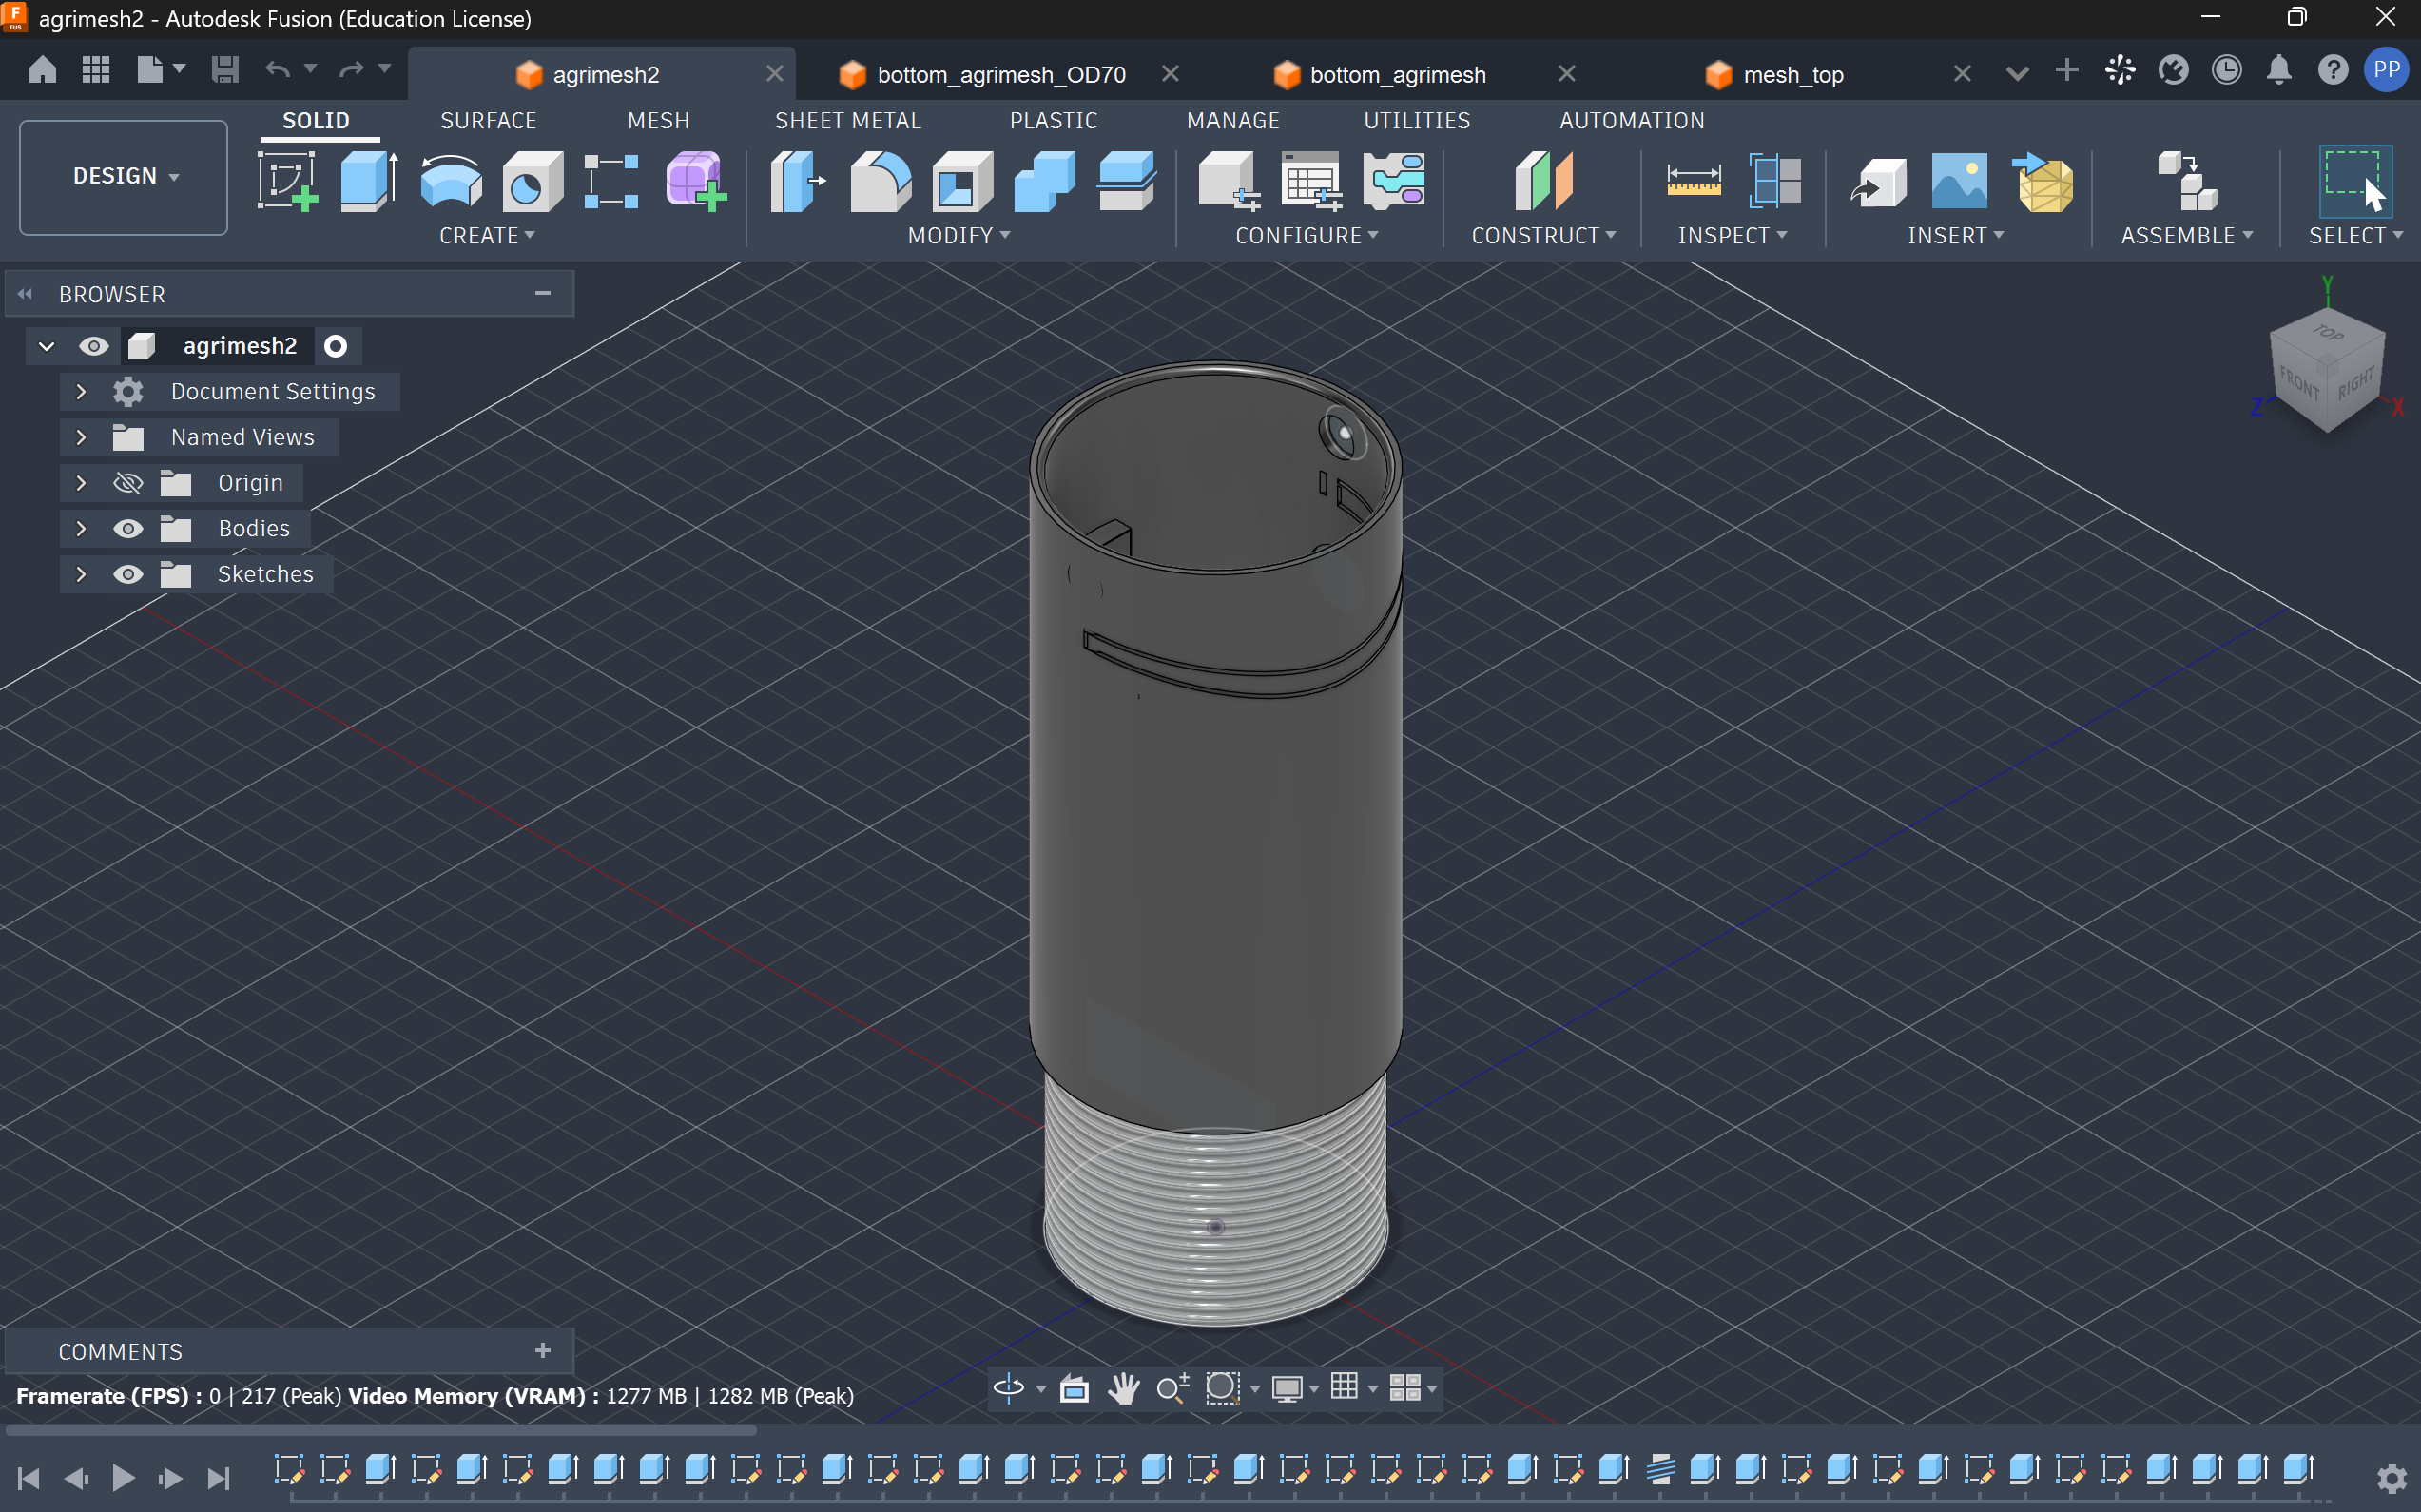 agrimesh2 - Autodesk Fusion (Education License)
agrimesh2
bottom_agrimesh_OD70
bottom_agrimesh
mesh_top
PP
SOLID
SURFACE
MESH
SHEET METAL
PLASTIC
MANAGE
UTILITIES
AUTOMATION
DESIGN
CREATE
MODIFY
CONFIGURE
CONSTRUCT
INSPECT
INSERT
ASSEMBLE
SELECT
BROWSER
agrimesh2
Document Settings
Named Views
Origin
Bodies
Sketches
Y
TOP
FRONT
RIGHT
Z
X
COMMENTS
Framerate (FPS) : 0 | 217 (Peak) Video Memory (VRAM) : 1277 MB | 1282 MB (Peak)